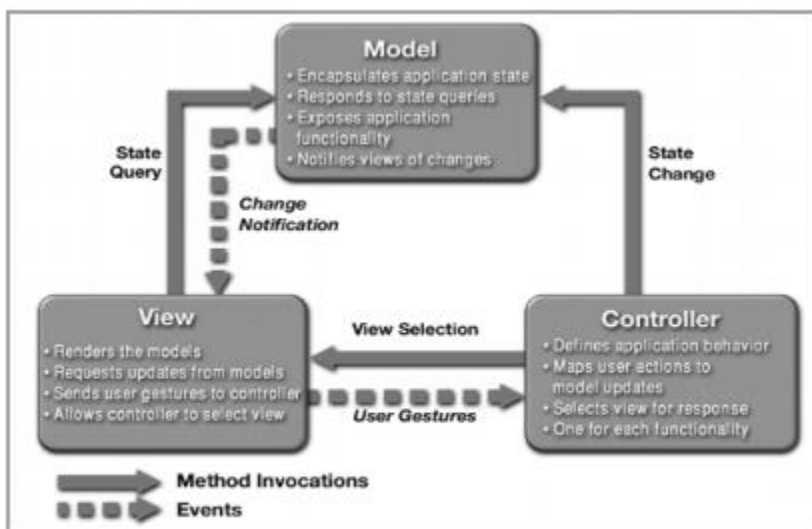 Model
• Encapsulates application state
• Responds to state queries
• Exposes application
functionality
• Notifies views of changes
State
Query
Change
Notification
State
Change
View
• Renders the models
• Requests updates from models
• Sends user gestures to controller
• Allows controller to select view
View Selection
User Gestures
Controller
• Defines application behavior
• Maps user actions to
model updates
• Selects view for response
• One for each functionality
Method Invocations
Events